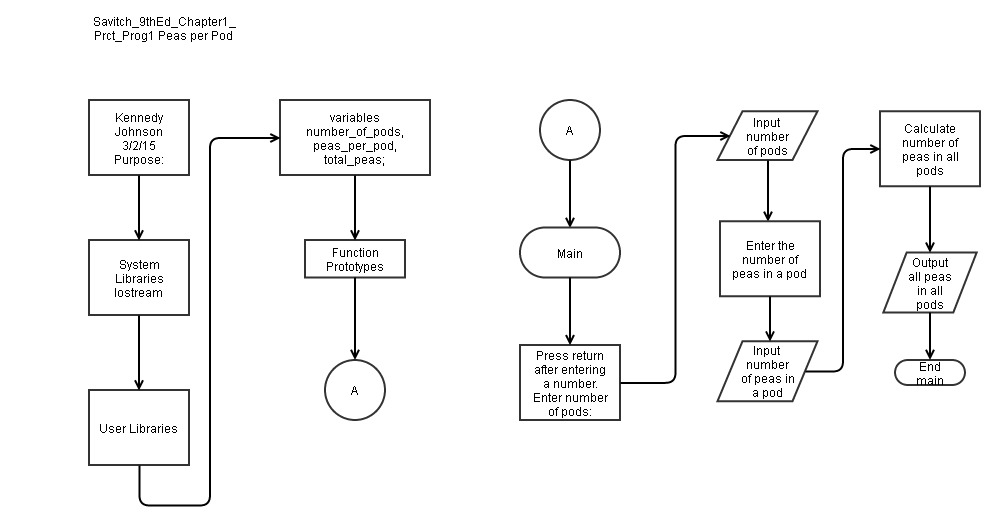 Savitch_9thEd_Chapter1_
Prct_Prog1 Peas per Pod
Kennedy
Johnson
3/2/15
Purpose:
System
Libraries
Iostream
User Libraries
variables
number_of_pods,
peas_per_pod,
total_peas;
Function
Prototypes
A
A
Main
Press return
after entering
a number.
Enter number
of pods:
Input
number
of pods
Enter the
number of
peas in a pod
Input
number
of peas in
a pod
Calculate
number of
peas in all
pods
Output
all peas
in all
pods
End
main